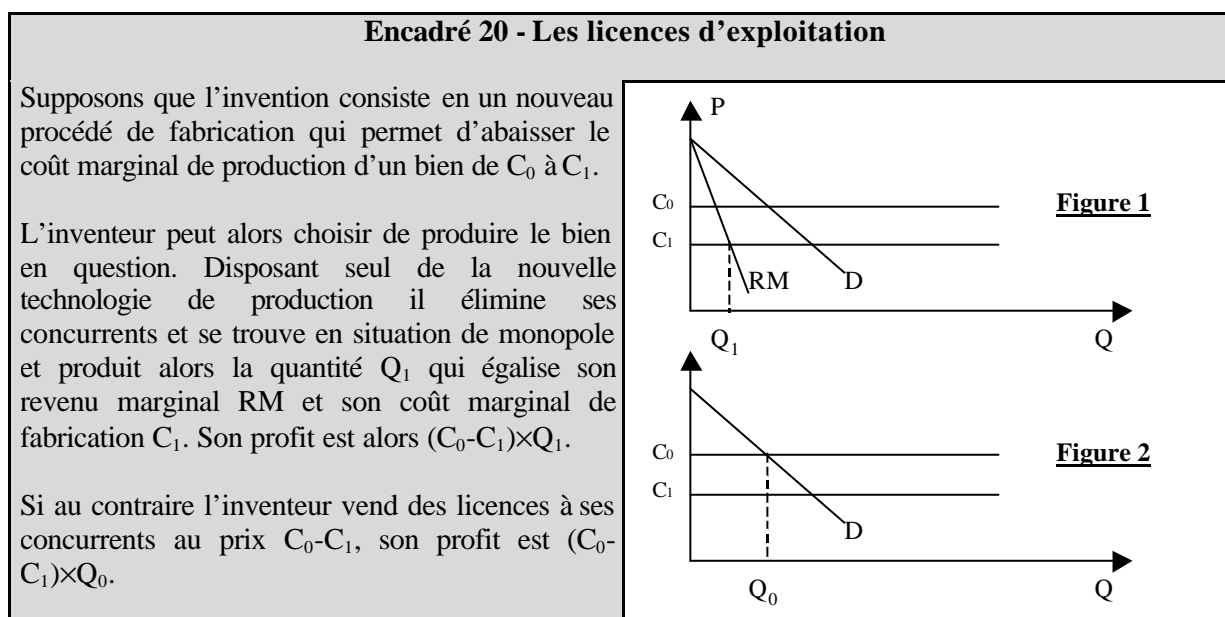 Encadré 20 - Les licences d’exploitation
Supposons que l’invention consiste en un nouveau
procédé de fabrication qui permet d’abaisser le
coût marginal de production d’un bien de C₀ à C₁.
L’inventeur peut alors choisir de produire le bien
en question. Disposant seul de la nouvelle
technologie de production il élimine ses
concurrents et se trouve en situation de monopole
et produit alors la quantité Q₁ qui égalise son
revenu marginal RM et son coût marginal de
fabrication C₁. Son profit est alors (C₀-C₁)×Q₁.
Si au contraire l’inventeur vend des licences à ses
concurrents au prix C₀-C₁, son profit est (C₀-
C₁)×Q₀.
P
C₀
Figure 1
C₁
RM
D
Q₁
Q
C₀
Figure 2
C₁
D
Q₀
Q